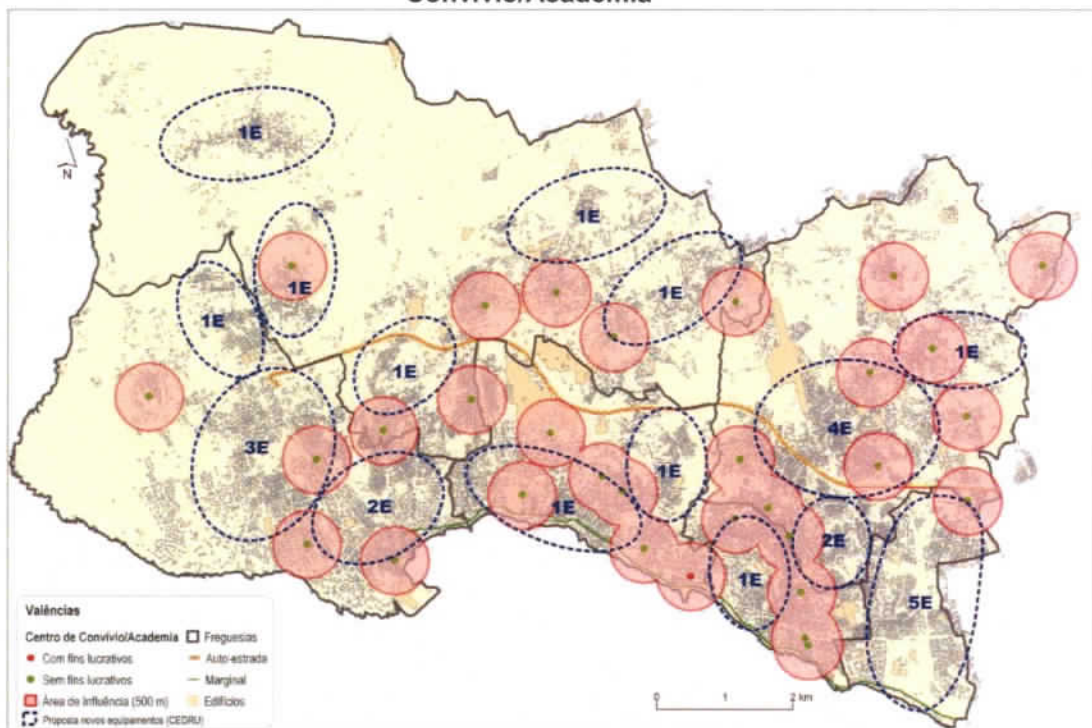 Convívio/Academia
1E
N
1E
1E
1E
1E
1E
1E
3E
4E
2E
1E
1E
2E
1E
5E
Valências
Centro de Convívio/Academia
Com fins lucrativos
Sem fins lucrativos
Área de Influência (500 m)
Proposta novos equipamentos (CEDRU)
Freguesias
Auto-estrada
Marginal
Edifícios
0 2 km